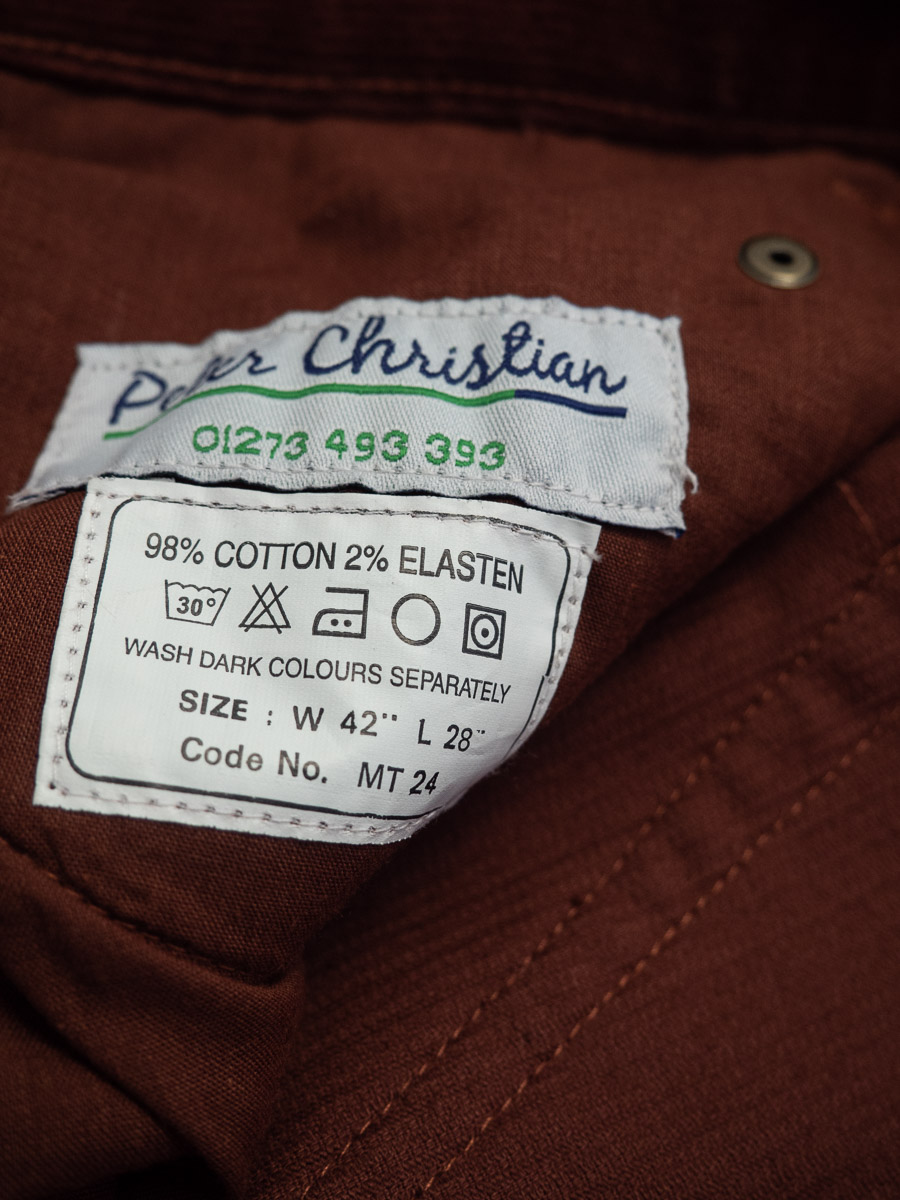 Peter Christian
01273 493 393
98% COTTON 2% ELASTEN
30°
WASH DARK COLOURS SEPARATELY
SIZE : W 42" L 28"
Code No. MT 24